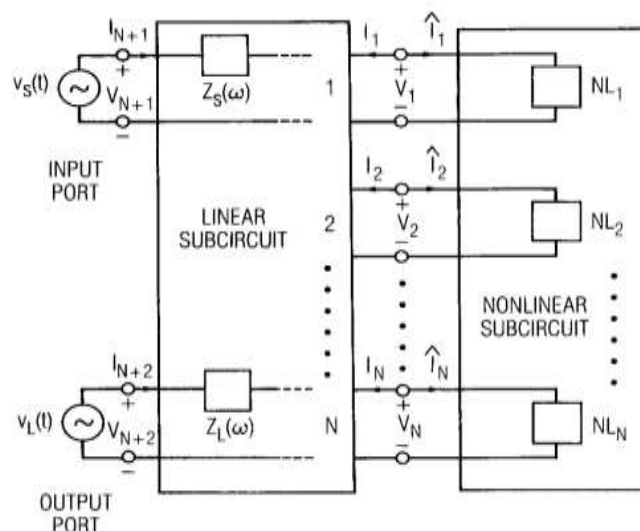 I_{N+1}
v_S(t)
+
V_{N+1}
−
INPUT
PORT
Z_S(ω)
LINEAR
SUBCIRCUIT
I_{N+2}
v_L(t)
+
V_{N+2}
−
OUTPUT
PORT
Z_L(ω)
1
2
N
I_1 Î_1
+
V_1
−
I_2 Î_2
+
V_2
−
I_N Î_N
+
V_N
−
NL_1
NL_2
NONLINEAR
SUBCIRCUIT
NL_N